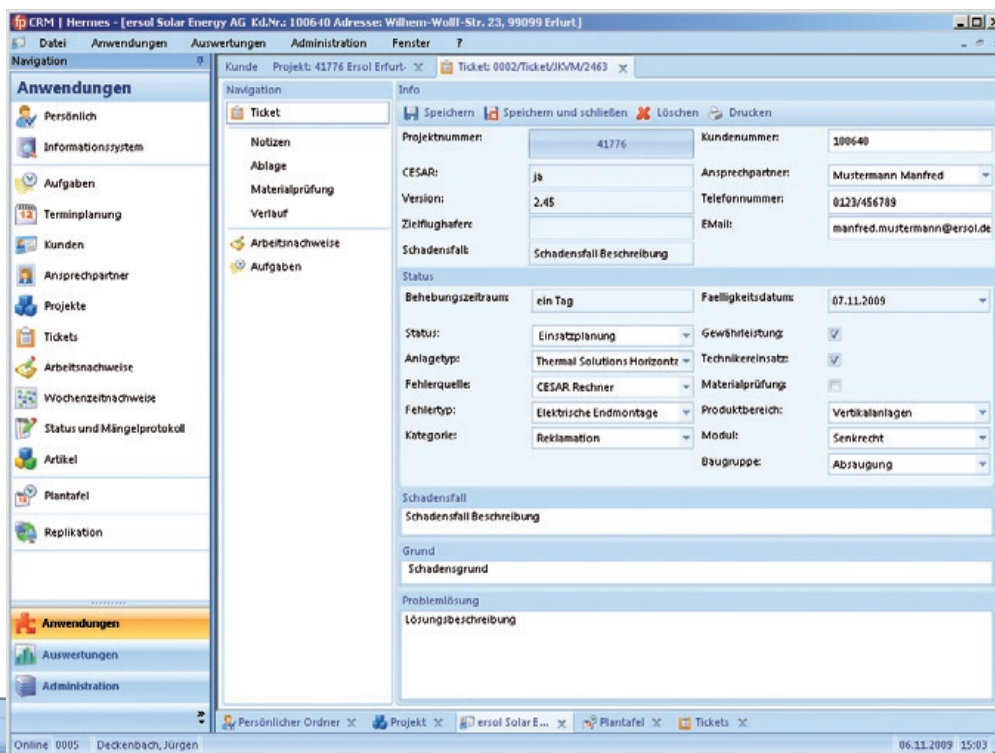 fp CRM | Hermes - [ersol Solar Energy AG Kd.Nr.: 100640 Adresse: Wilhem-Wolff-Str. 23, 99099 Erfurt]
Datei Anwendungen Auswertungen Administration Fenster ?
Navigation
Anwendungen
Persönlich
Informationssystem
Aufgaben
12
Terminplanung
Kunden
Ansprechpartner
Projekte
Tickets
Arbeitsnachweise
Wochenzeitnachweise
Status und Mängelprotokoll
Artikel
Plantafel
Replikation
Anwendungen
Auswertungen
Administration
Kunde Projekt: 41776 Ersol Erfurt- Ticket: 0002/Ticket/JKVM/2463
Navigation
Ticket
Notizen
Ablage
Materialprüfung
Verlauf
Arbeitsnachweise
Aufgaben
Info
Speichern Speichern und schließen Löschen Drucken
Projektnummer: 41776 Kundenummer: 100640
CESAR: ja Ansprechpartner: Mustermann Manfred
Version: 2.45 Telefonnummer: 0123/456789
Zielflughafen: EMail: manfred.mustermann@ersol.de
Schadensfall: Schadensfall Beschreibung
Status
Behebungszeitraum: ein Tag Faelligkeitsdatum: 07.11.2009
Status: Einsatzplanung Gewährleistung:
Anlagetyp: Thermal Solutions Horizonta Technikereinsatz:
Fehlerquelle: CESAR Rechner Materialprüfung:
Fehlertyp: Elektrische Endmontage Produktbereich: Vertikalanlagen
Kategorie: Reklamation Modul: Senkrecht
Baugruppe: Absaugung
Schadensfall
Schadensfall Beschreibung
Grund
Schadensgrund
Problemlösung
Lösungsbeschreibung
Persönlicher Ordner Projekt ersol Solar E... Plantafel Tickets
Online 0005 Deckenbach, Jürgen 06.11.2009 15:03